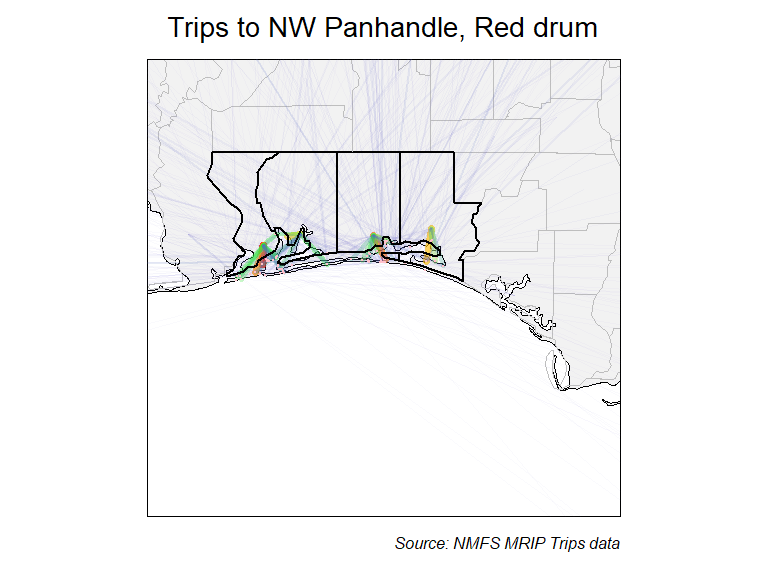 Trips to NW Panhandle, Red drum
Source: NMFS MRIP Trips data